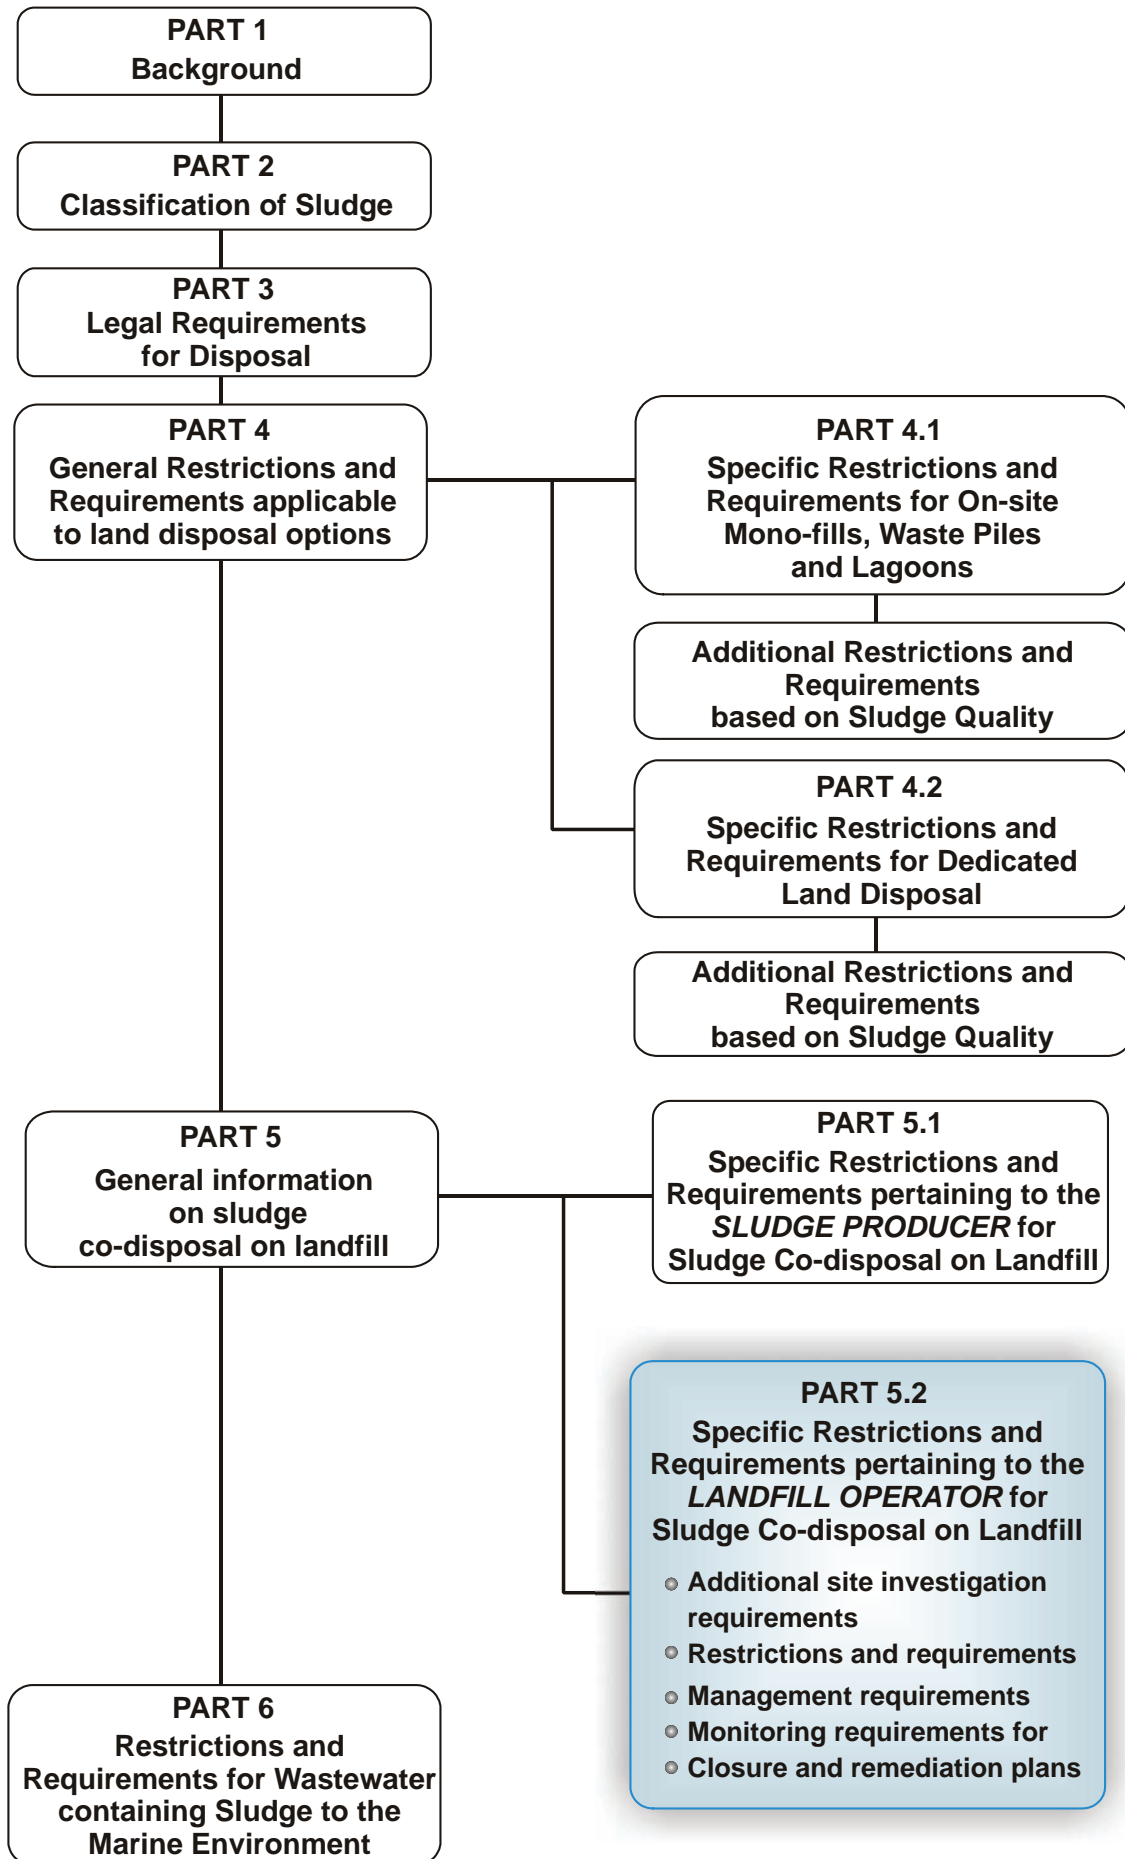 PART 1
Background
PART 2
Classification of Sludge
PART 3
Legal Requirements
for Disposal
PART 4
General Restrictions and
Requirements applicable
to land disposal options
PART 4.1
Specific Restrictions and
Requirements for On-site
Mono-fills, Waste Piles
and Lagoons
Additional Restrictions and
Requirements
based on Sludge Quality
PART 4.2
Specific Restrictions and
Requirements for Dedicated
Land Disposal
Additional Restrictions and
Requirements
based on Sludge Quality
PART 5
General information
on sludge
co-disposal on landfill
PART 5.1
Specific Restrictions and
Requirements pertaining to the
SLUDGE PRODUCER for
Sludge Co-disposal on Landfill
PART 5.2
Specific Restrictions and
Requirements pertaining to the
LANDFILL OPERATOR for
Sludge Co-disposal on Landfill
Additional site investigation
requirements
Restrictions and requirements
Management requirements
Monitoring requirements for
Closure and remediation plans
PART 6
Restrictions and
Requirements for Wastewater
containing Sludge to the
Marine Environment